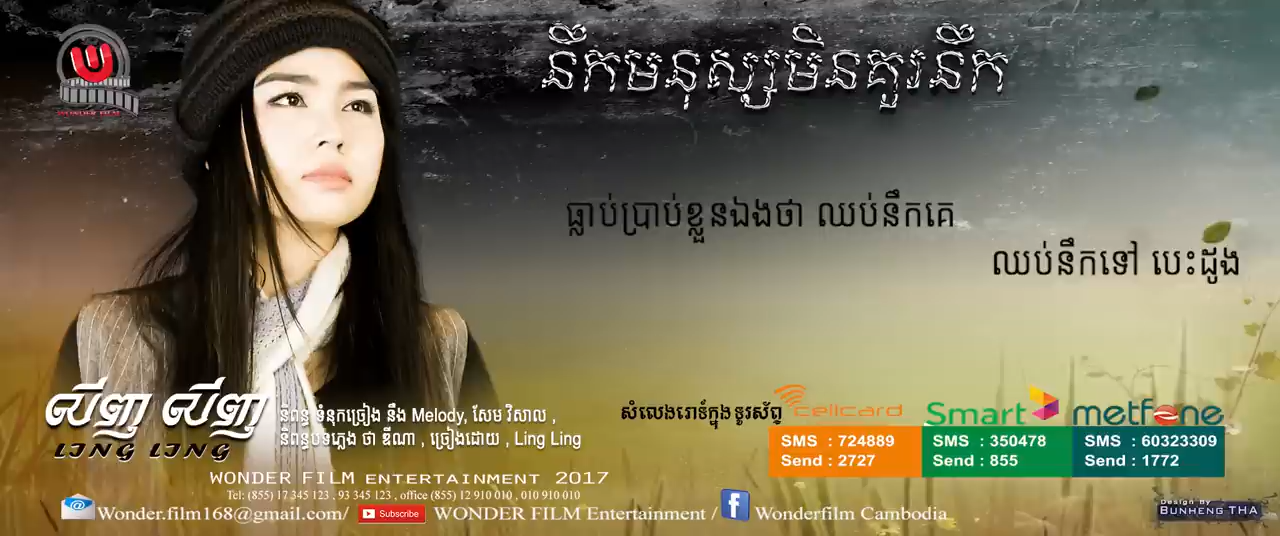 WONDER FILM
នឹកមនុស្សមិនគួរនឹក
ធ្លាប់ប្រាប់ខ្លួនឯងថា ឈប់នឹកគេ
ឈប់នឹកទៅ បេះដូង
លីញ លីញ
LING LING
និពន្ធ ទំនុកច្រៀង នឹង Melody, សែម វិសាល ,
និពន្ធបទភ្លេង ថា ឌីណា , ច្រៀងដោយ , Ling Ling
សំលេងរោទ៍ក្នុង ទូរស័ព្ទ
cellcard
SMS : 724889
Send : 2727
Smart
SMS : 350478
Send : 855
metfone
SMS : 60323309
Send : 1772
WONDER FILM ENTERTAINMENT 2017
Tel: (855) 17 345 123 , 93 345 123 , office (855) 12 910 010 , 010 910 010
Wonder.film168@gmail.com/ Subscribe WONDER FILM Entertainment / f Wonderfilm Cambodia
Design By
BUNHENG THA